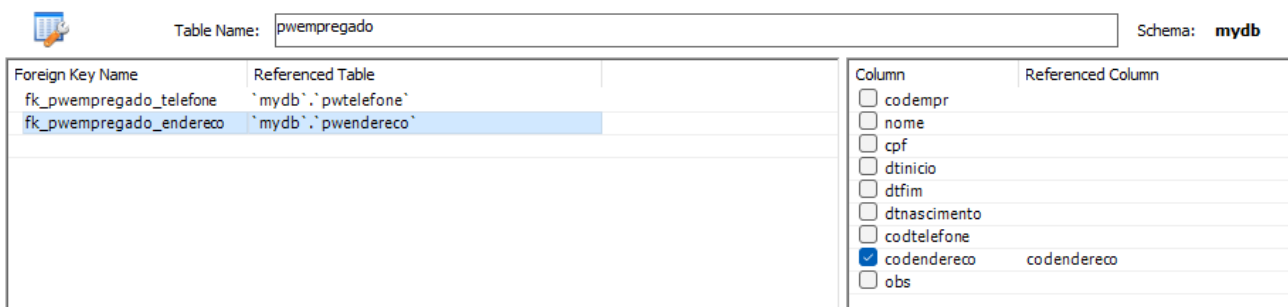 Table Name: pwempregado Schema: mydb
Foreign Key Name Referenced Table
fk_pwempregado_telefone `mydb`.`pwtelefone`
fk_pwempregado_endereco `mydb`.`pwendereco`
Column Referenced Column
codempr
nome
cpf
dtinicio
dtfim
dtnascimento
codtelefone
codendereco codendereco
obs